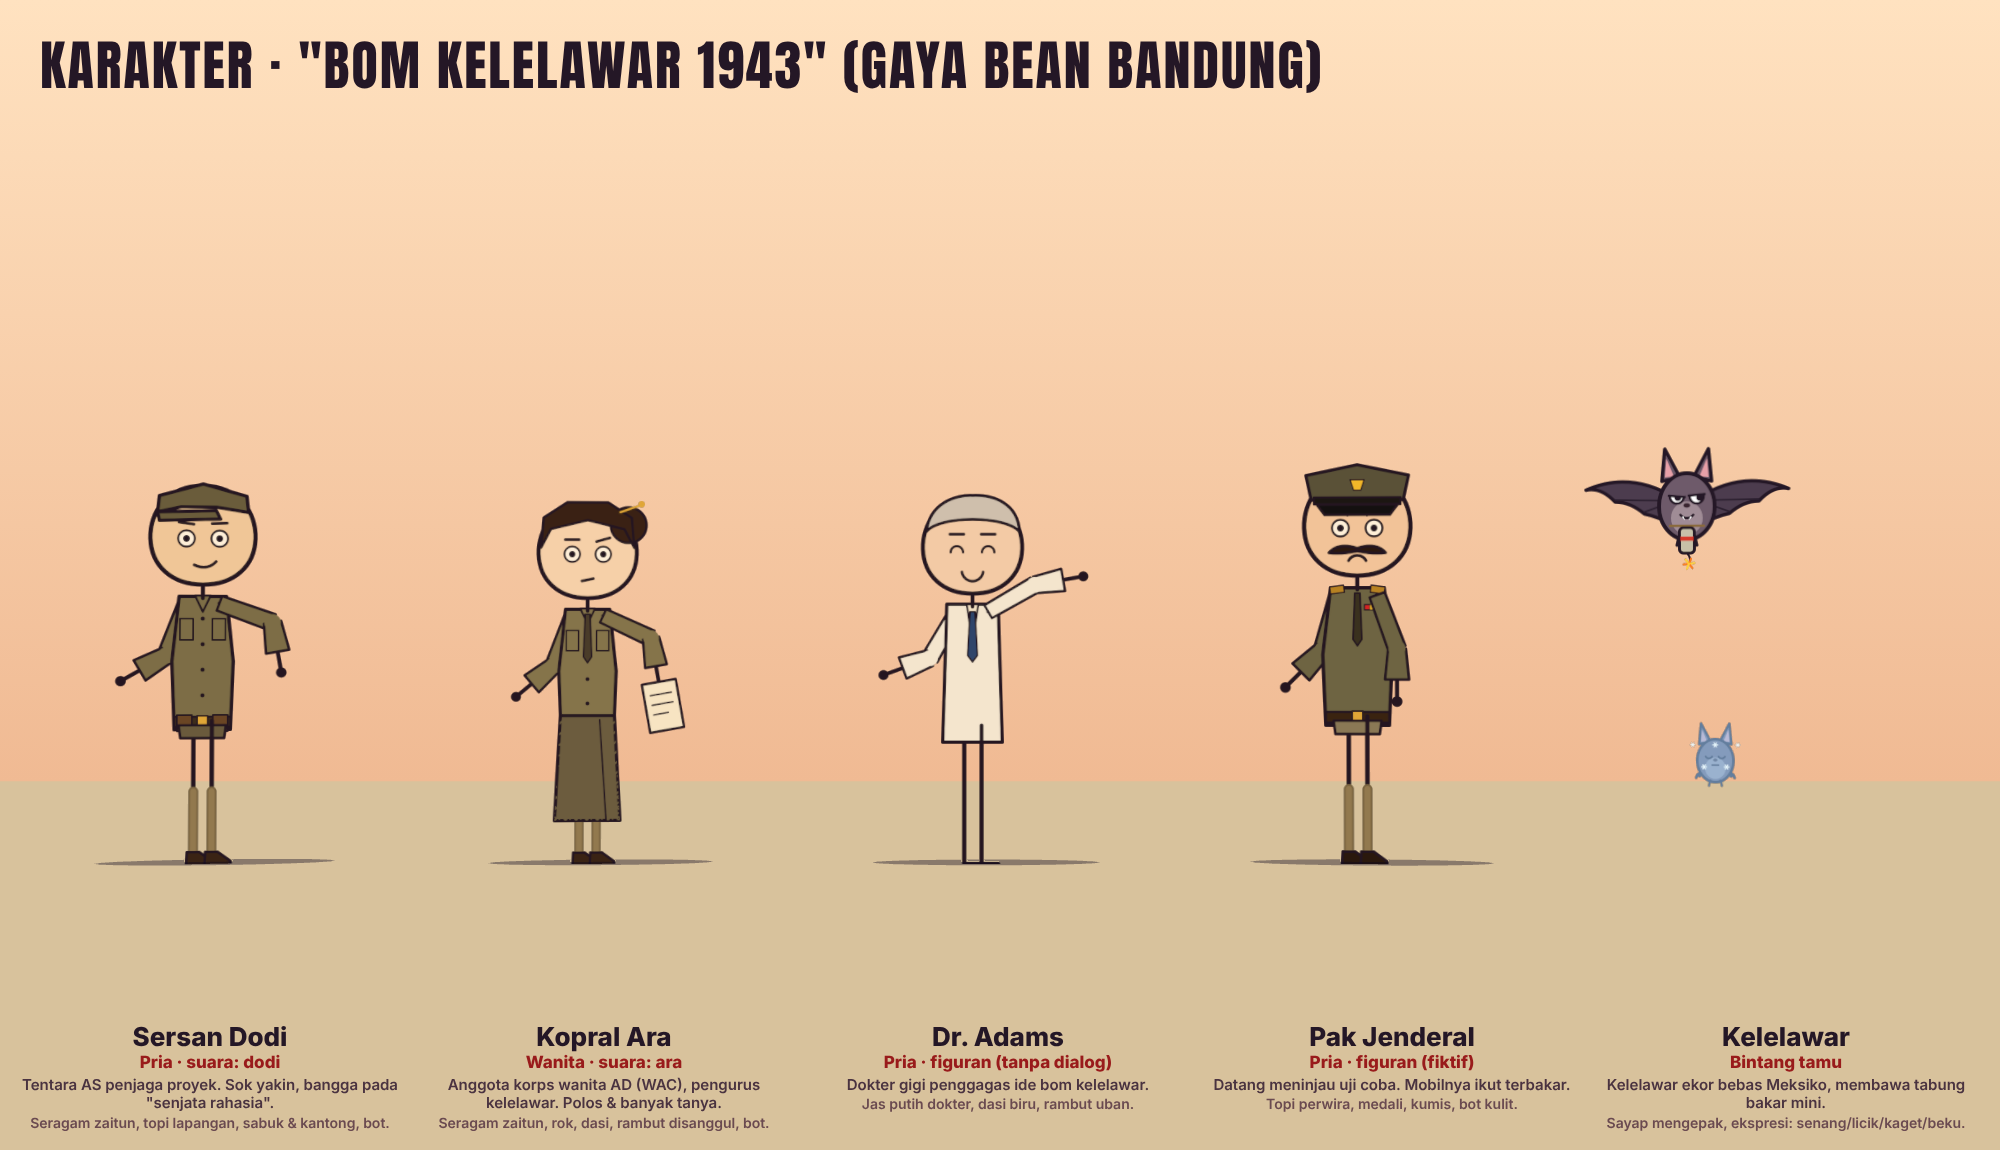 KARAKTER · "BOM KELELAWAR 1943" (GAYA BEAN BANDUNG)
Sersan Dodi
Pria · suara: dodi
Tentara AS penjaga proyek. Sok yakin, bangga pada
"senjata rahasia".
Seragam zaitun, topi lapangan, sabuk & kantong, bot.
Kopral Ara
Wanita · suara: ara
Anggota korps wanita AD (WAC), pengurus
kelelawar. Polos & banyak tanya.
Seragam zaitun, rok, dasi, rambut disanggul, bot.
Dr. Adams
Pria · figuran (tanpa dialog)
Dokter gigi penggagas ide bom kelelawar.
Jas putih dokter, dasi biru, rambut uban.
Pak Jenderal
Pria · figuran (fiktif)
Datang meninjau uji coba. Mobilnya ikut terbakar.
Topi perwira, medali, kumis, bot kulit.
Kelelawar
Bintang tamu
Kelelawar ekor bebas Meksiko, membawa tabung
bakar mini.
Sayap mengepak, ekspresi: senang/licik/kaget/beku.